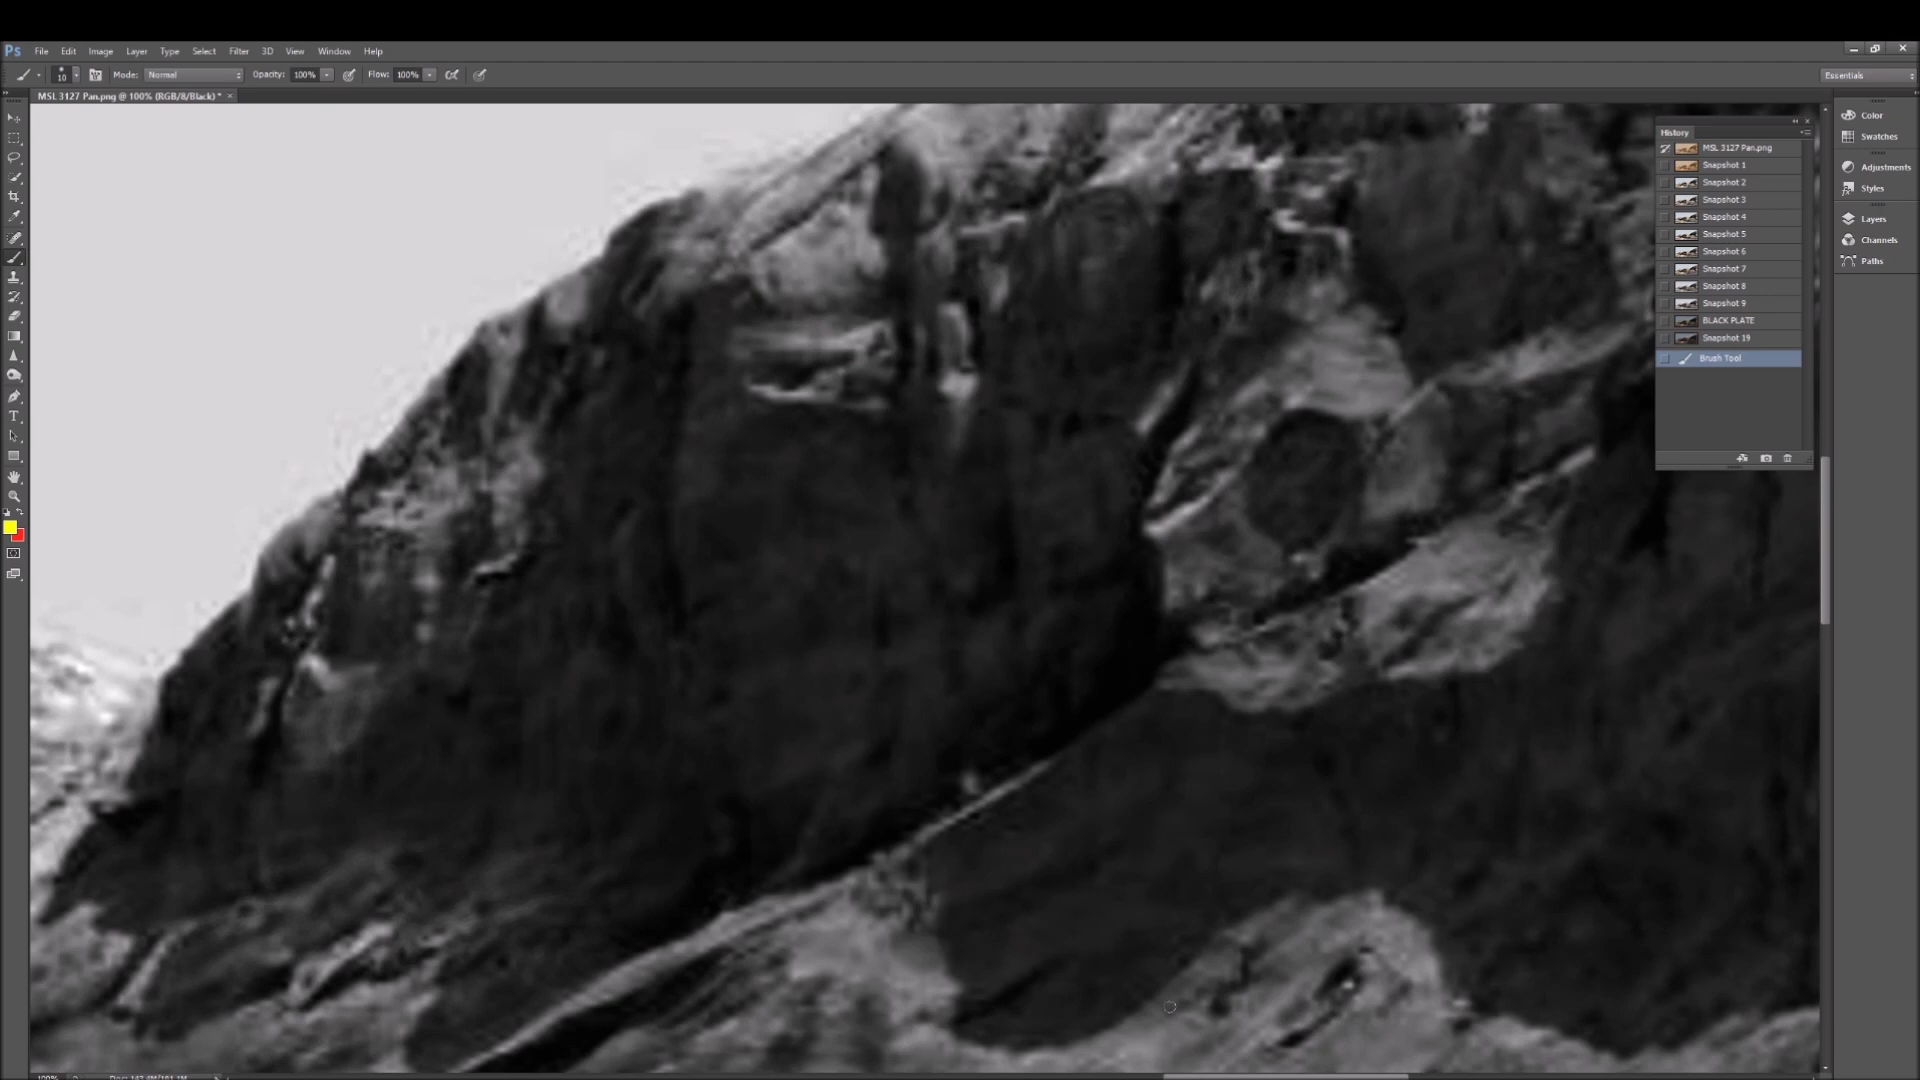 Ps File Edit Image Layer Type Select Filter 3D View Window Help
10 Mode: Normal Opacity: 100% Flow: 100% Essentials
MSL 3127 Pan.png @ 100% (RGB/8/Black) * ×
History
MSL 3127 Pan.png
Snapshot 1
Snapshot 2
Snapshot 3
Snapshot 4
Snapshot 5
Snapshot 6
Snapshot 7
Snapshot 8
Snapshot 9
BLACK PLATE
Snapshot 19
Brush Tool
Color
Swatches
Adjustments
Styles
Layers
Channels
Paths
T
100%